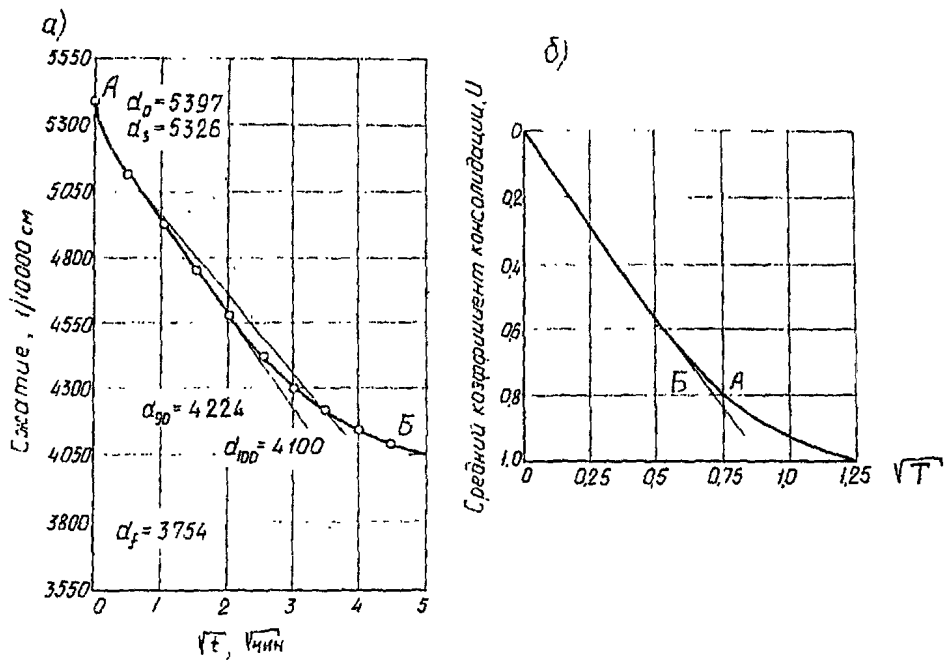 а)
Сжатие, 1/10000 см
5550
5300
5050
4800
4550
4300
4050
3800
3550
А
d₀=5397
dₛ=5326
d₉₀=4224
d₁₀₀=4100
Б
d_f=3754
0 1 2 3 4 5
√t, √мин
б)
Средний коэффициент консолидации, U
0
0,2
0,4
0,6
0,8
1.0
Б А
0 0,25 0,5 0,75 1,0 1,25
√T